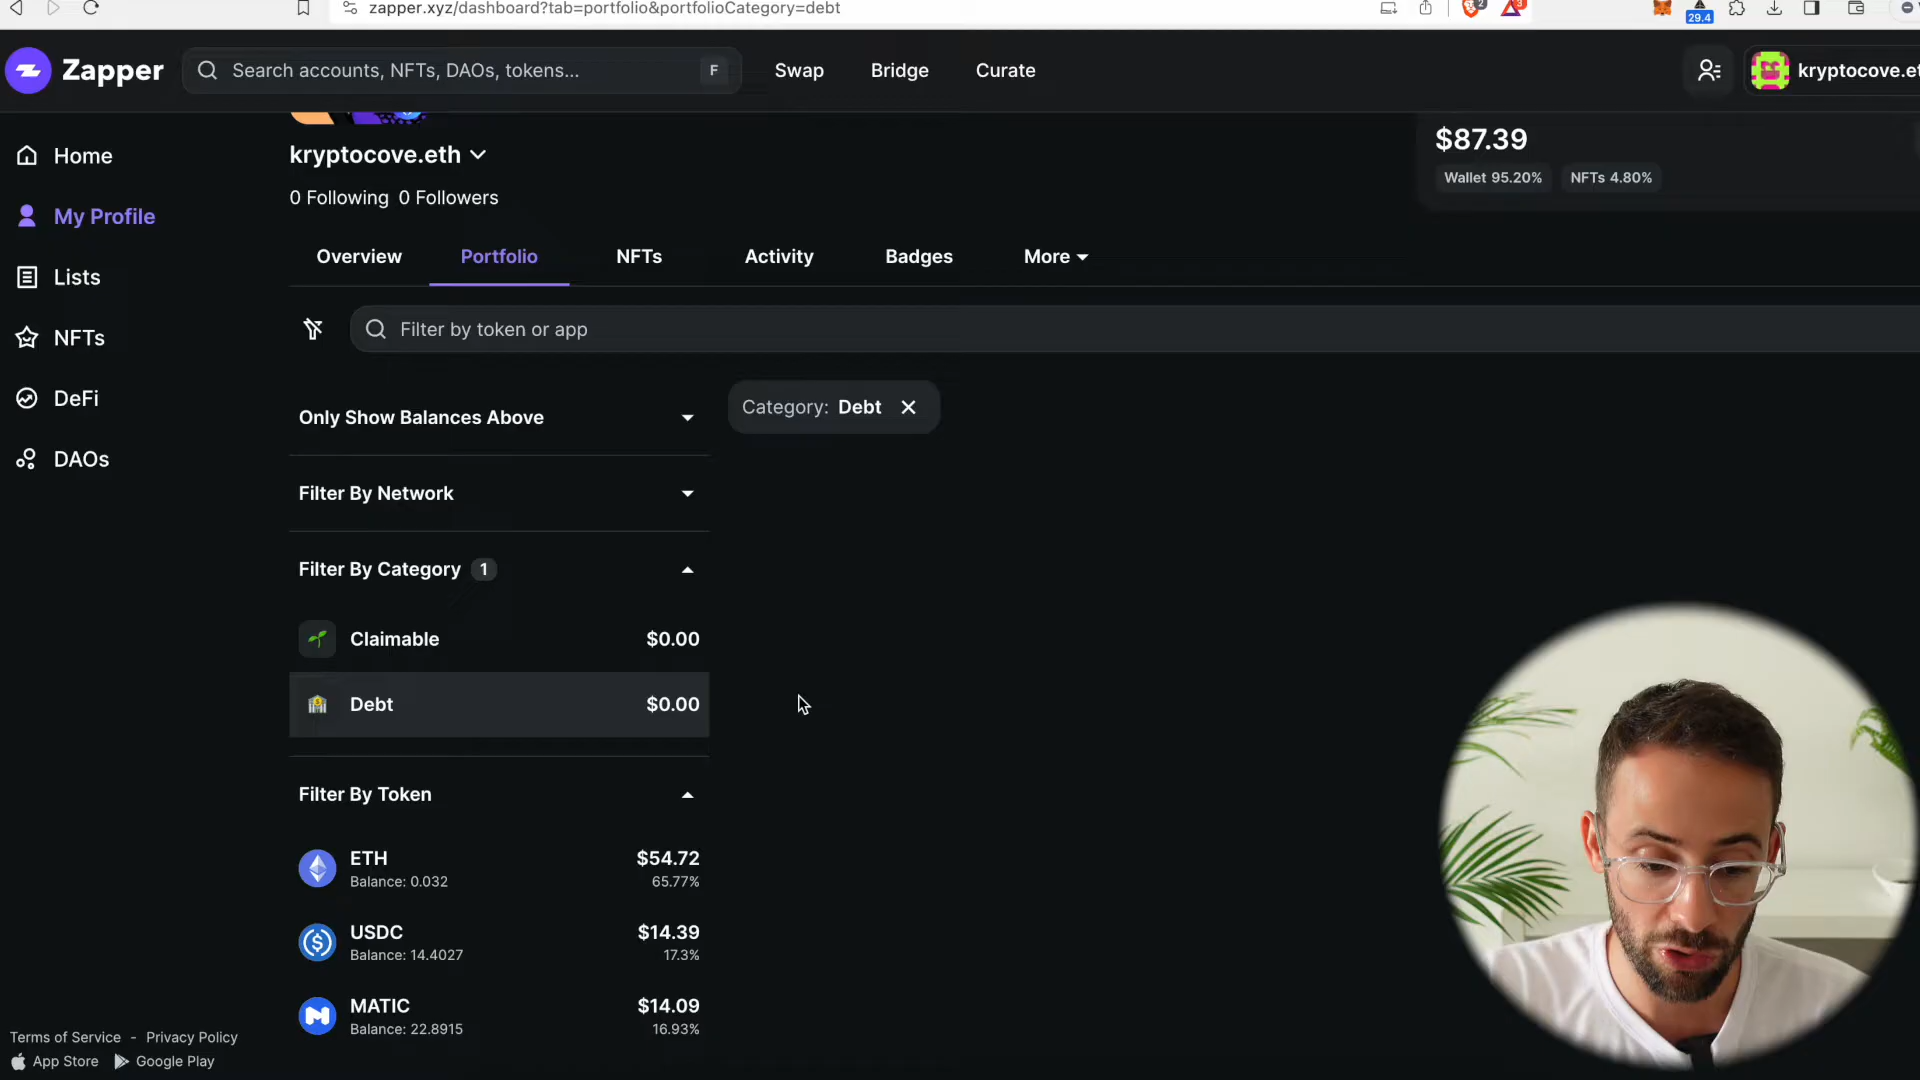 zapper.xyz/dashboard?tab=portfolio&portfolioCategory=debt
2
3
29.4
Zapper
Search accounts, NFTs, DAOs, tokens...
F
Swap
Bridge
Curate
kryptocove.et
Home
My Profile
Lists
NFTs
DeFi
DAOs
kryptocove.eth
0 Following 0 Followers
$87.39
Wallet 95.20%
NFTs 4.80%
Overview
Portfolio
NFTs
Activity
Badges
More
Filter by token or app
Only Show Balances Above
Category: Debt
Filter By Network
Filter By Category 1
Claimable $0.00
Debt $0.00
Filter By Token
ETH $54.72
Balance: 0.032 65.77%
USDC $14.39
Balance: 14.4027 17.3%
MATIC $14.09
Balance: 22.8915 16.93%
Terms of Service - Privacy Policy
App Store Google Play